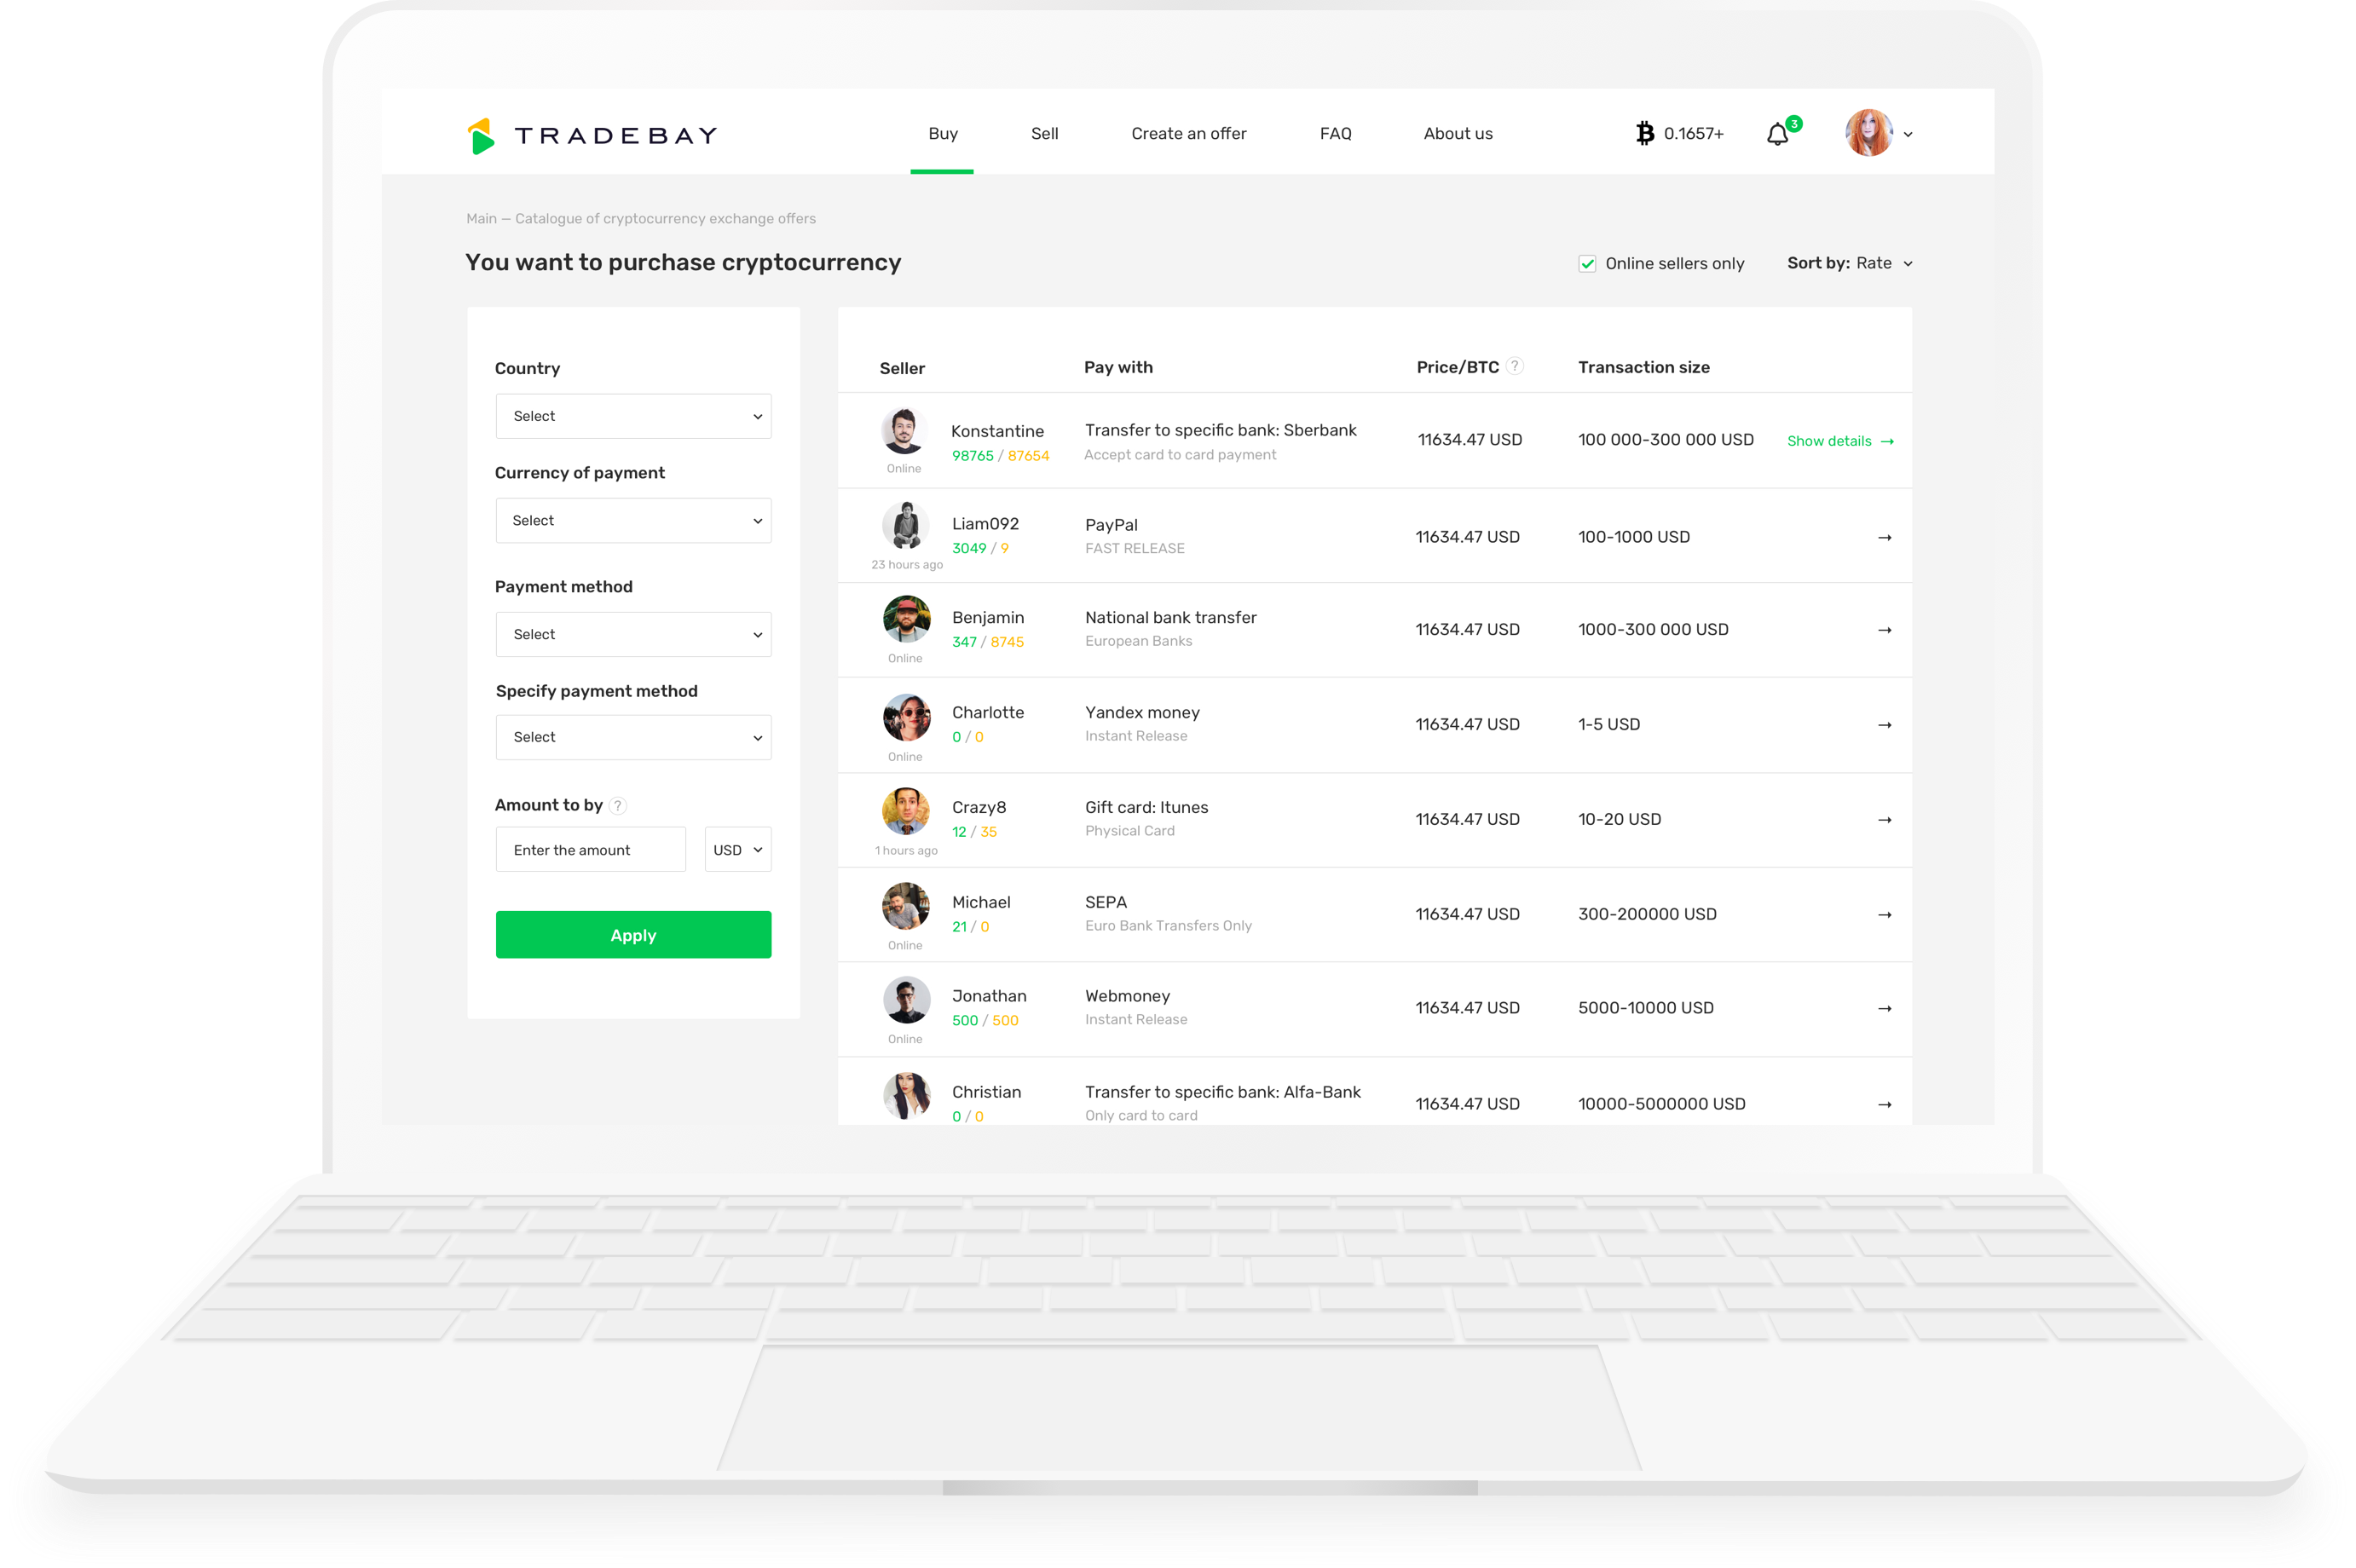 TRADEBAY
Buy
Sell
Create an offer
FAQ
About us
0.1657+
3
Main — Catalogue of cryptocurrency exchange offers
You want to purchase cryptocurrency
Online sellers only
Sort by: Rate
Country
Select
Currency of payment
Select
Payment method
Select
Specify payment method
Select
Amount to by ?
Enter the amount
USD
Apply
Seller
Pay with
Price/BTC ?
Transaction size
Konstantine
98765 / 87654
Online
Transfer to specific bank: Sberbank
Accept card to card payment
11634.47 USD
100 000-300 000 USD
Show details →
Liam092
3049 / 9
23 hours ago
PayPal
FAST RELEASE
11634.47 USD
100-1000 USD
→
Benjamin
347 / 8745
Online
National bank transfer
European Banks
11634.47 USD
1000-300 000 USD
→
Charlotte
0 / 0
Online
Yandex money
Instant Release
11634.47 USD
1-5 USD
→
Crazy8
12 / 35
1 hours ago
Gift card: Itunes
Physical Card
11634.47 USD
10-20 USD
→
Michael
21 / 0
Online
SEPA
Euro Bank Transfers Only
11634.47 USD
300-200000 USD
→
Jonathan
500 / 500
Online
Webmoney
Instant Release
11634.47 USD
5000-10000 USD
→
Christian
0 / 0
Transfer to specific bank: Alfa-Bank
Only card to card
11634.47 USD
10000-5000000 USD
→